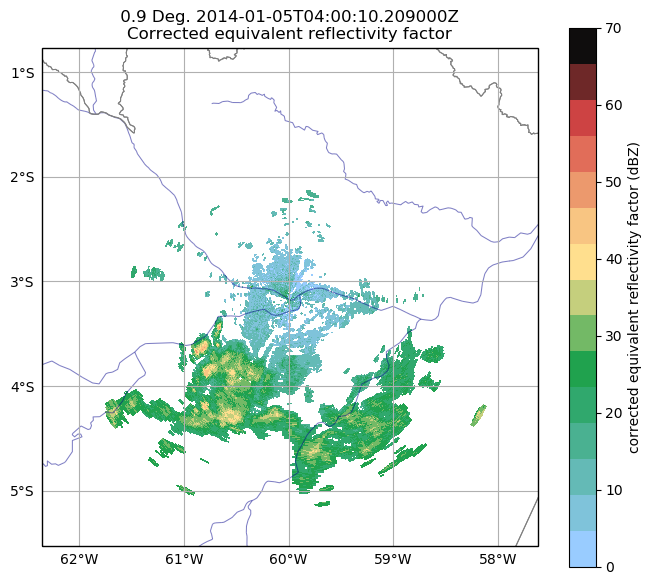 0.9 Deg. 2014-01-05T04:00:10.209000Z
Corrected equivalent reflectivity factor
1°S
2°S
3°S
4°S
5°S
62°W
61°W
60°W
59°W
58°W
70
60
50
40
30
20
10
0
corrected equivalent reflectivity factor (dBZ)